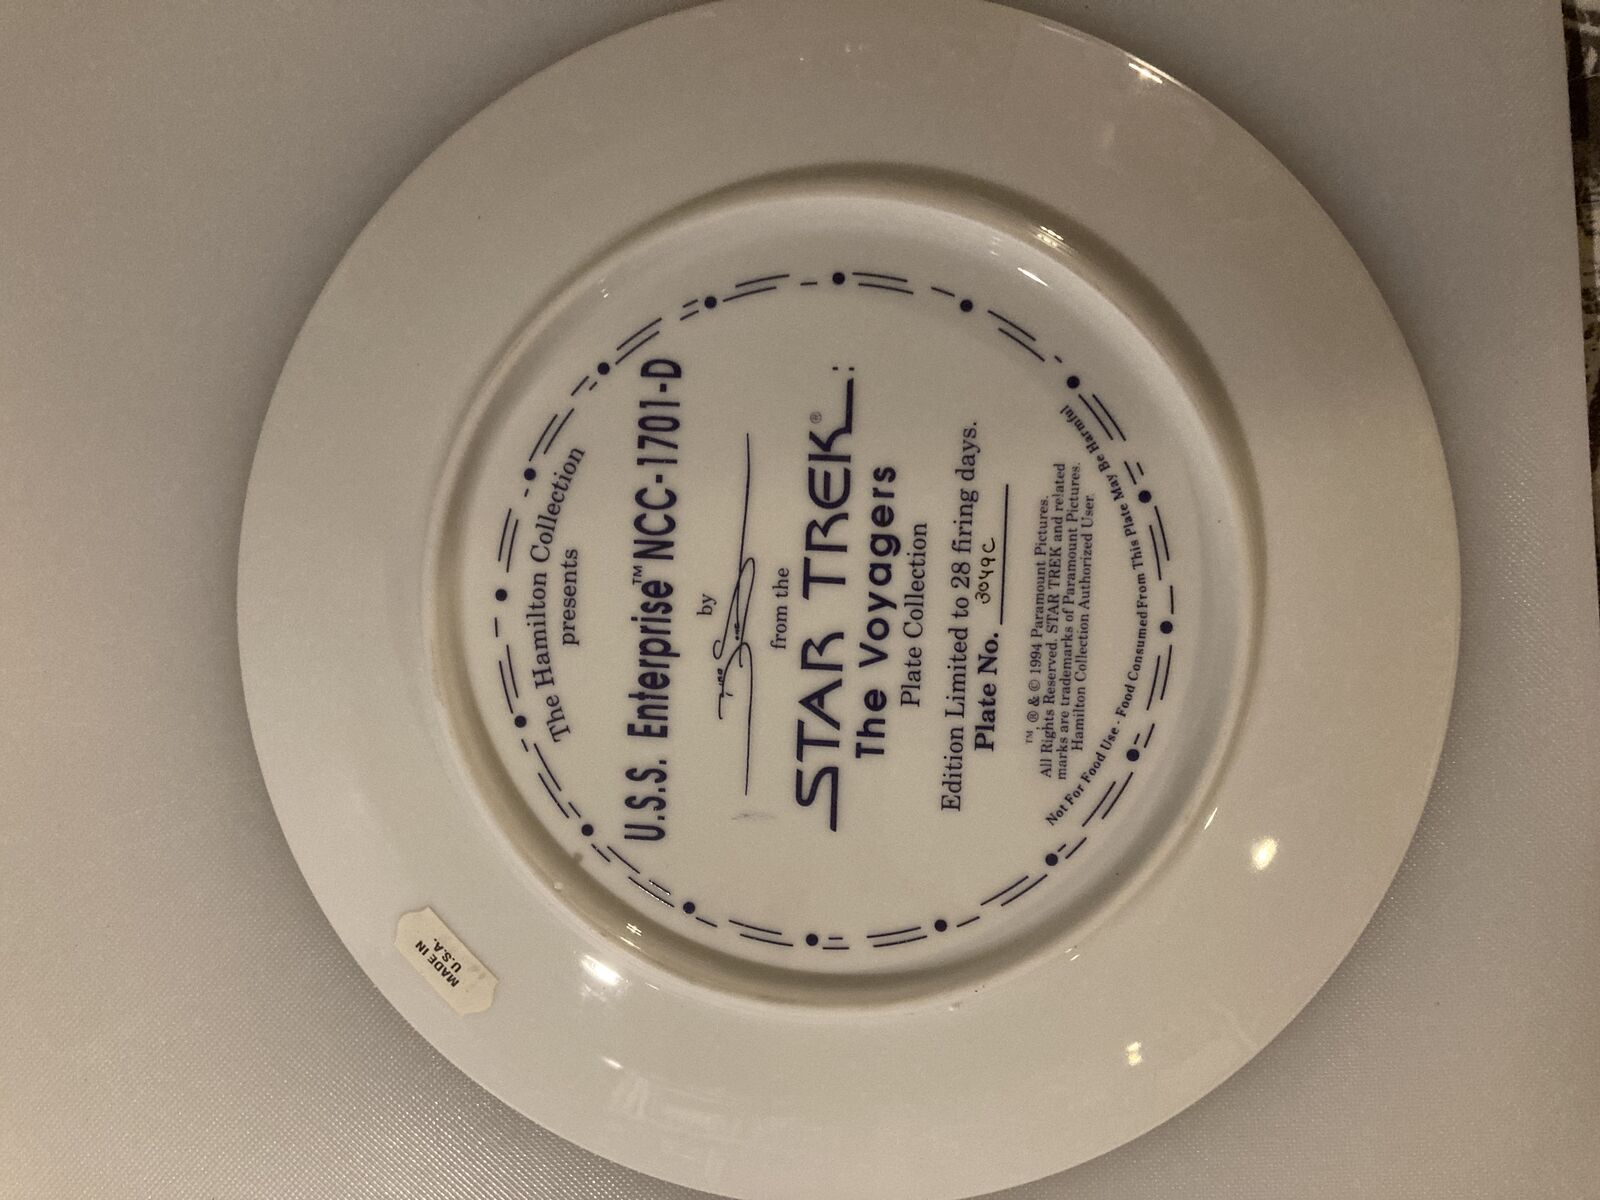 The Hamilton Collection
presents
U.S.S. Enterprise™ NCC-1701-D
by
from the
STAR TREK®:
The Voyagers
Plate Collection
Edition Limited to 28 firing days.
Plate No. 3049C
™ ® & © 1994 Paramount Pictures.
All Rights Reserved. STAR TREK and related
marks are trademarks of Paramount Pictures.
Hamilton Collection Authorized User.
Not For Food Use - Food Consumed From This Plate May Be Harmful
MADE IN
U.S.A.